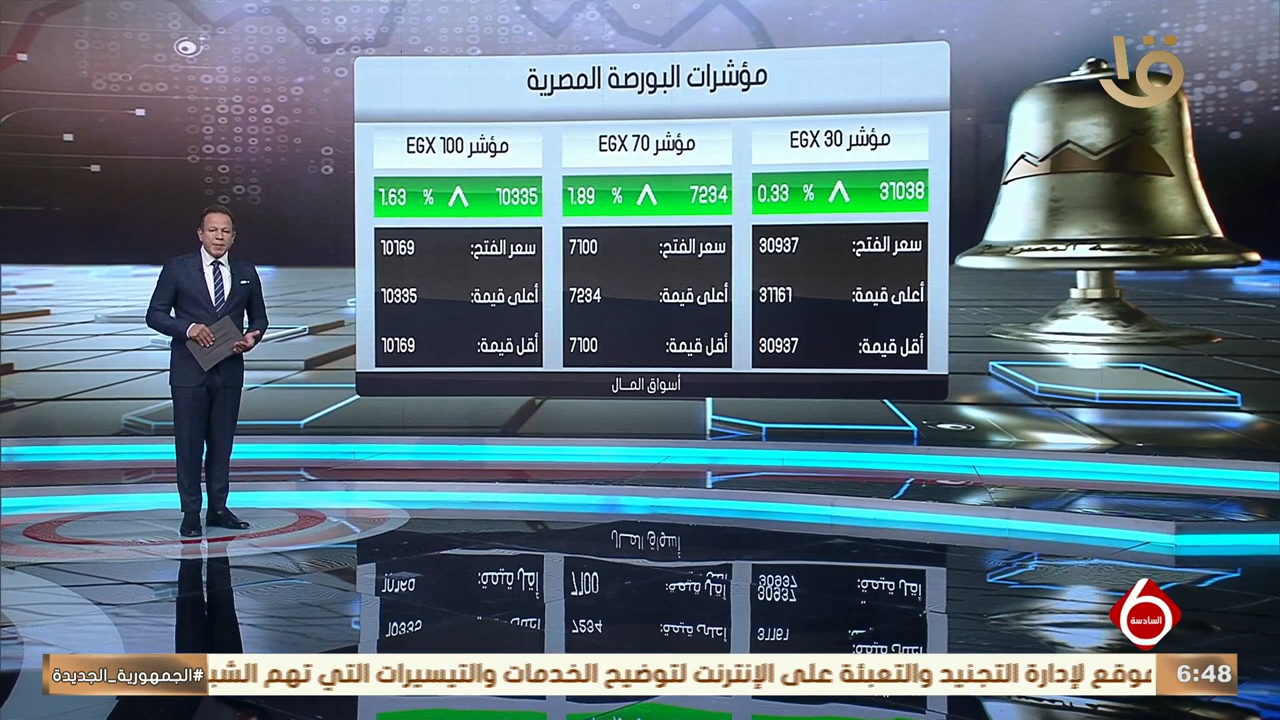 مؤشرات البورصة المصرية
مؤشر EGX 30
31038 % 0.33
سعر الفتح: 30937
أعلى قيمة: 31161
أقل قيمة: 30937
مؤشر EGX 70
7234 % 1.89
سعر الفتح: 7100
أعلى قيمة: 7234
أقل قيمة: 7100
مؤشر EGX 100
10335 % 1.63
سعر الفتح: 10169
أعلى قيمة: 10335
أقل قيمة: 10169
أسواق المـال
6
السادسة
6:48
موقع لإدارة التجنيد والتعبئة على الإنترنت لتوضيح الخدمات والتيسيرات التي تهم
#الجمهورية_الجديدة